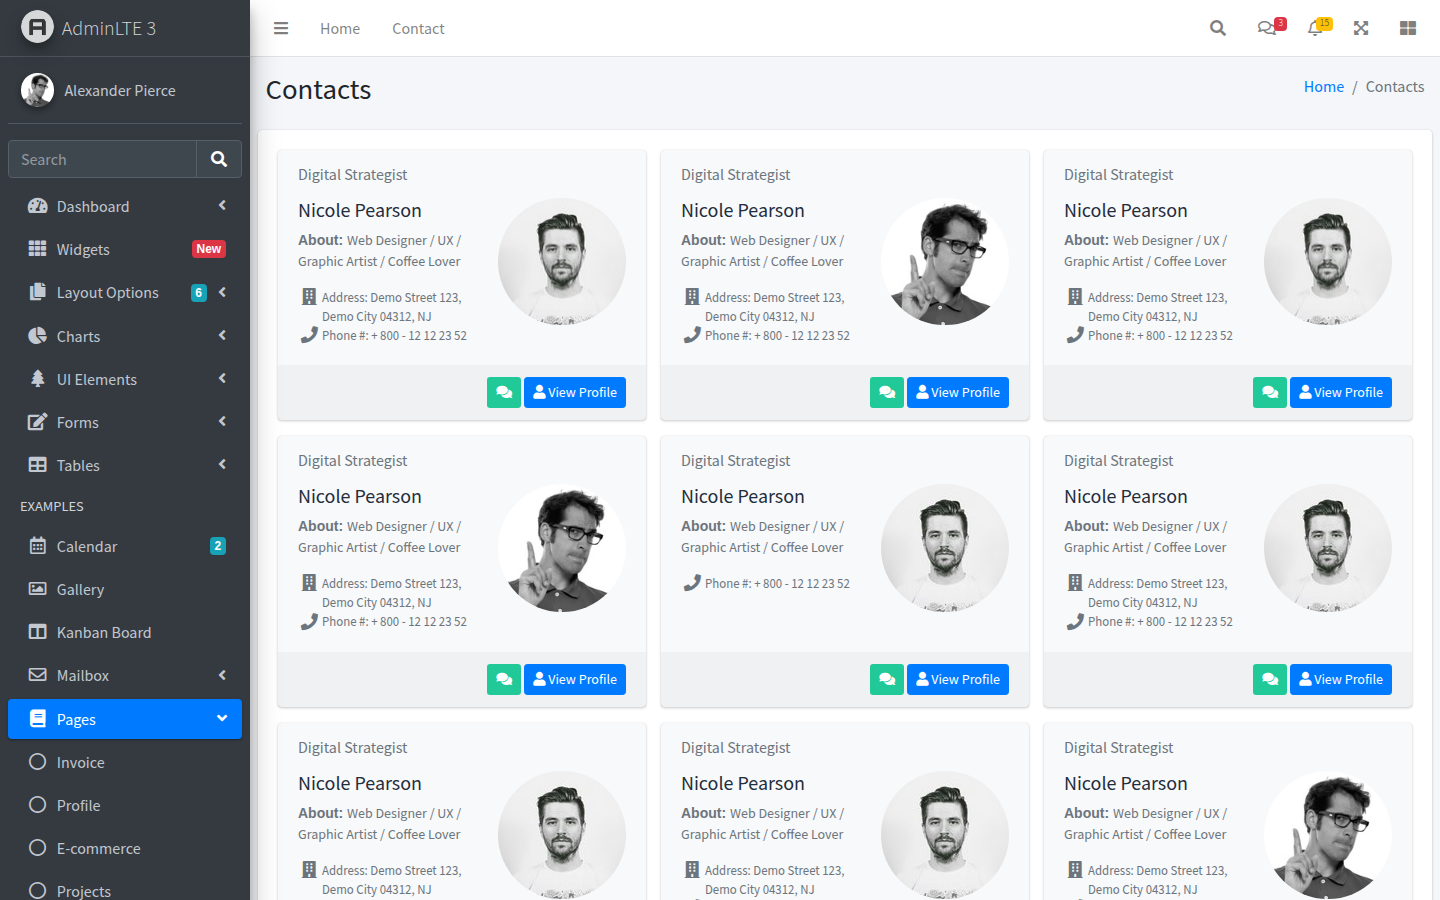 AdminLTE 3
Alexander Pierce
Search
Dashboard
Widgets New
Layout Options 6
Charts
UI Elements
Forms
Tables
EXAMPLES
Calendar 2
Gallery
Kanban Board
Mailbox
Pages
Invoice
Profile
E-commerce
Projects
Home Contact
3
15
Contacts
Home / Contacts
Digital Strategist
Nicole Pearson
About: Web Designer / UX /
Graphic Artist / Coffee Lover
Address: Demo Street 123,
Demo City 04312, NJ
Phone #: + 800 - 12 12 23 52
View Profile
Digital Strategist
Nicole Pearson
About: Web Designer / UX /
Graphic Artist / Coffee Lover
Address: Demo Street 123,
Demo City 04312, NJ
Phone #: + 800 - 12 12 23 52
View Profile
Digital Strategist
Nicole Pearson
About: Web Designer / UX /
Graphic Artist / Coffee Lover
Address: Demo Street 123,
Demo City 04312, NJ
Phone #: + 800 - 12 12 23 52
View Profile
Digital Strategist
Nicole Pearson
About: Web Designer / UX /
Graphic Artist / Coffee Lover
Address: Demo Street 123,
Demo City 04312, NJ
Phone #: + 800 - 12 12 23 52
View Profile
Digital Strategist
Nicole Pearson
About: Web Designer / UX /
Graphic Artist / Coffee Lover
Phone #: + 800 - 12 12 23 52
View Profile
Digital Strategist
Nicole Pearson
About: Web Designer / UX /
Graphic Artist / Coffee Lover
Address: Demo Street 123,
Demo City 04312, NJ
Phone #: + 800 - 12 12 23 52
View Profile
Digital Strategist
Nicole Pearson
About: Web Designer / UX /
Graphic Artist / Coffee Lover
Address: Demo Street 123,
Demo City 04312, NJ
Digital Strategist
Nicole Pearson
About: Web Designer / UX /
Graphic Artist / Coffee Lover
Address: Demo Street 123,
Demo City 04312, NJ
Digital Strategist
Nicole Pearson
About: Web Designer / UX /
Graphic Artist / Coffee Lover
Address: Demo Street 123,
Demo City 04312, NJ